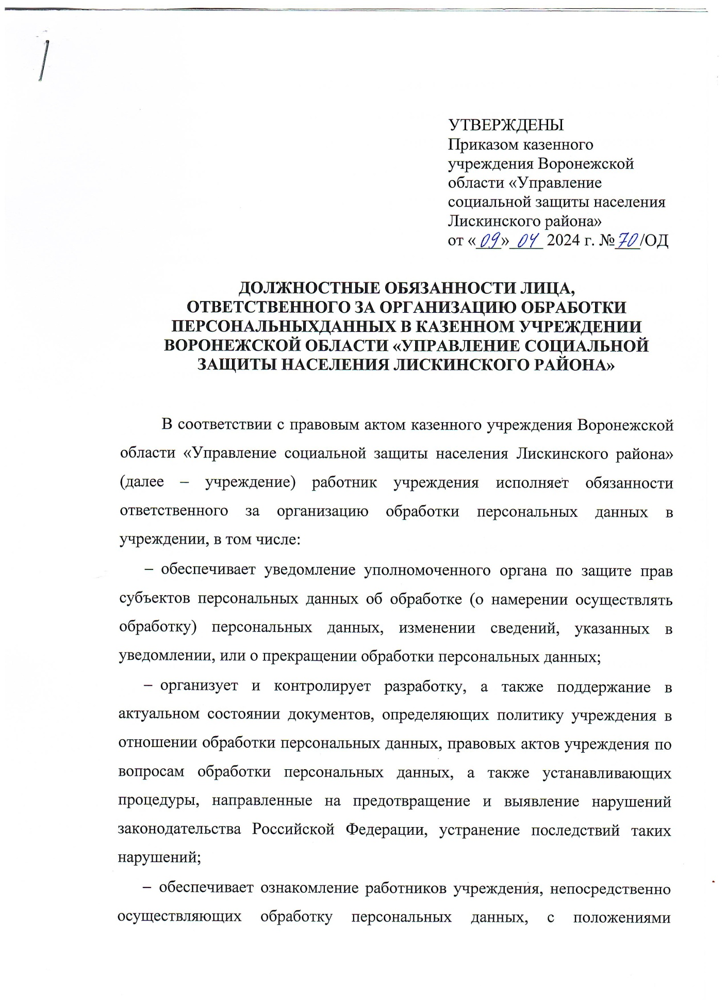 УТВЕРЖДЕНЫ
Приказом казенного
учреждения Воронежской
области «Управление
социальной защиты населения
Лискинского района»
от «09» 04 2024 г. №70/ОД
ДОЛЖНОСТНЫЕ ОБЯЗАННОСТИ ЛИЦА,
ОТВЕТСТВЕННОГО ЗА ОРГАНИЗАЦИЮ ОБРАБОТКИ
ПЕРСОНАЛЬНЫХДАННЫХ В КАЗЕННОМ УЧРЕЖДЕНИИ
ВОРОНЕЖСКОЙ ОБЛАСТИ «УПРАВЛЕНИЕ СОЦИАЛЬНОЙ
ЗАЩИТЫ НАСЕЛЕНИЯ ЛИСКИНСКОГО РАЙОНА»
В соответствии с правовым актом казенного учреждения Воронежской
области «Управление социальной защиты населения Лискинского района»
(далее – учреждение) работник учреждения исполняет обязанности
ответственного за организацию обработки персональных данных в
учреждении, в том числе:
– обеспечивает уведомление уполномоченного органа по защите прав
субъектов персональных данных об обработке (о намерении осуществлять
обработку) персональных данных, изменении сведений, указанных в
уведомлении, или о прекращении обработки персональных данных;
– организует и контролирует разработку, а также поддержание в
актуальном состоянии документов, определяющих политику учреждения в
отношении обработки персональных данных, правовых актов учреждения по
вопросам обработки персональных данных, а также устанавливающих
процедуры, направленные на предотвращение и выявление нарушений
законодательства Российской Федерации, устранение последствий таких
нарушений;
– обеспечивает ознакомление работников учреждения, непосредственно
осуществляющих обработку персональных данных, с положениями